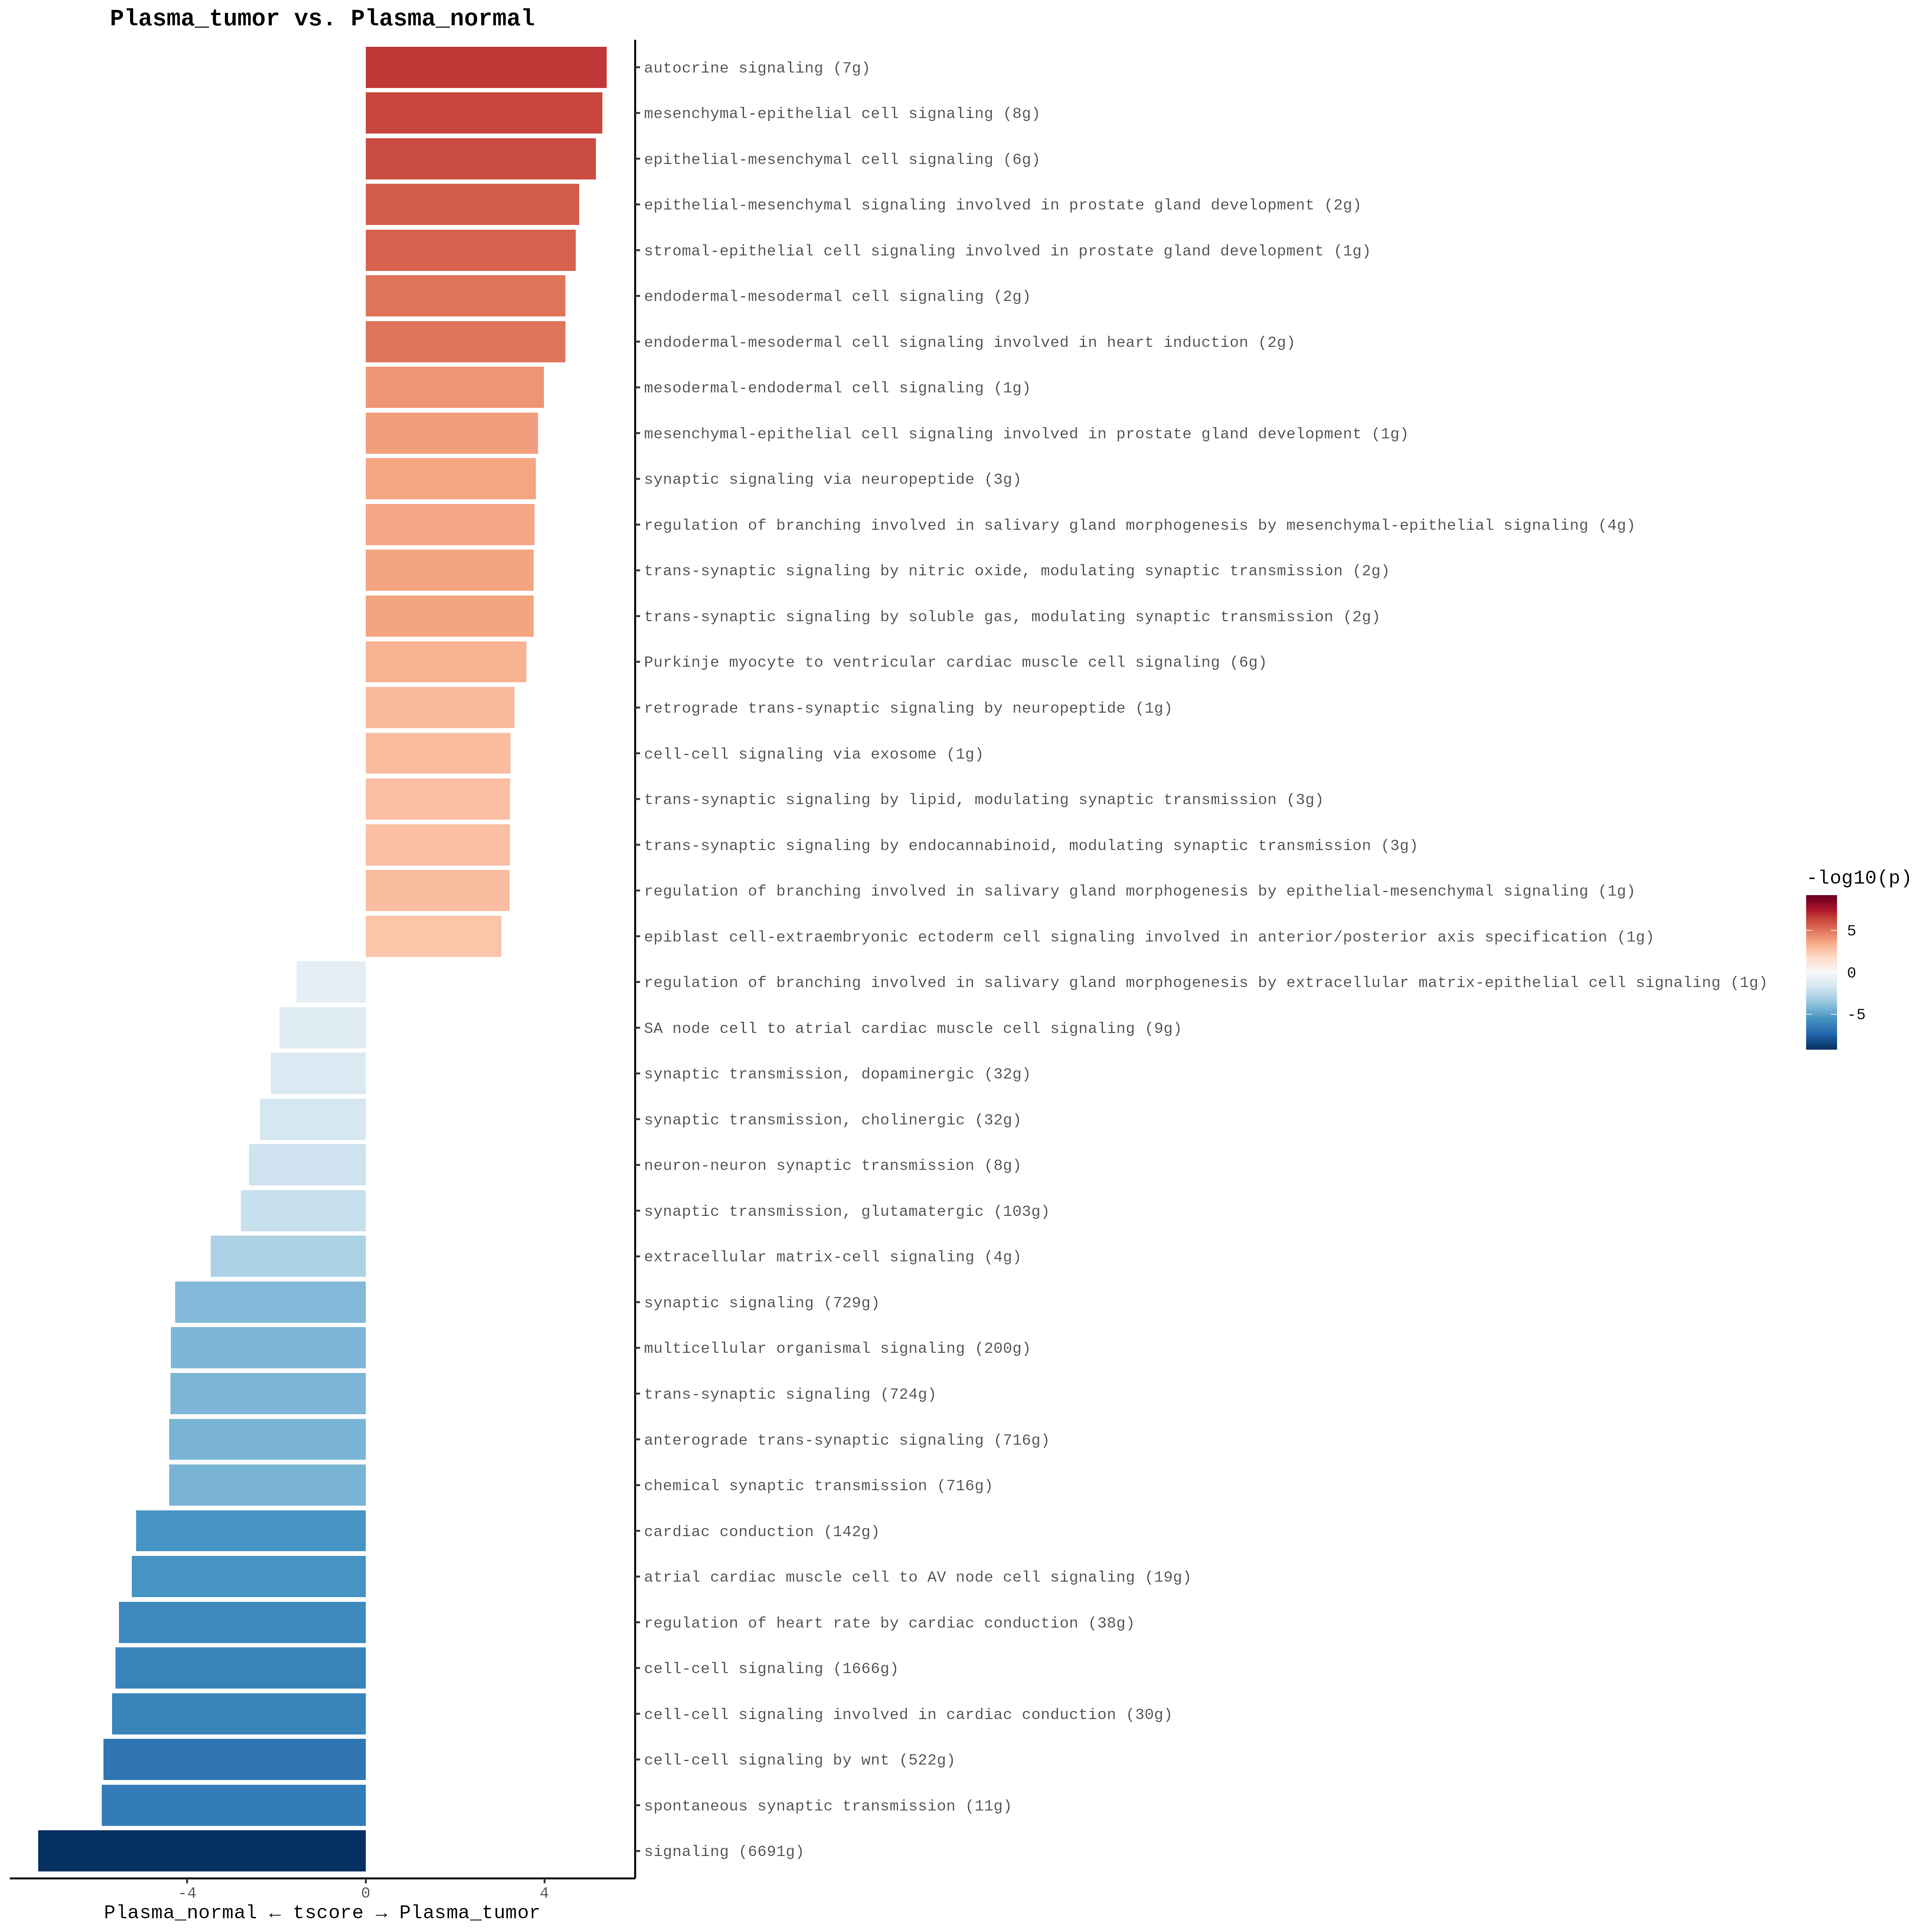 Plasma_tumor vs. Plasma_normal
autocrine signaling (7g)
mesenchymal-epithelial cell signaling (8g)
epithelial-mesenchymal cell signaling (6g)
epithelial-mesenchymal signaling involved in prostate gland development (2g)
stromal-epithelial cell signaling involved in prostate gland development (1g)
endodermal-mesodermal cell signaling (2g)
endodermal-mesodermal cell signaling involved in heart induction (2g)
mesodermal-endodermal cell signaling (1g)
mesenchymal-epithelial cell signaling involved in prostate gland development (1g)
synaptic signaling via neuropeptide (3g)
regulation of branching involved in salivary gland morphogenesis by mesenchymal-epithelial signaling (4g)
trans-synaptic signaling by nitric oxide, modulating synaptic transmission (2g)
trans-synaptic signaling by soluble gas, modulating synaptic transmission (2g)
Purkinje myocyte to ventricular cardiac muscle cell signaling (6g)
retrograde trans-synaptic signaling by neuropeptide (1g)
cell-cell signaling via exosome (1g)
trans-synaptic signaling by lipid, modulating synaptic transmission (3g)
trans-synaptic signaling by endocannabinoid, modulating synaptic transmission (3g)
regulation of branching involved in salivary gland morphogenesis by epithelial-mesenchymal signaling (1g)
epiblast cell-extraembryonic ectoderm cell signaling involved in anterior/posterior axis specification (1g)
regulation of branching involved in salivary gland morphogenesis by extracellular matrix-epithelial cell signaling (1g)
SA node cell to atrial cardiac muscle cell signaling (9g)
synaptic transmission, dopaminergic (32g)
synaptic transmission, cholinergic (32g)
neuron-neuron synaptic transmission (8g)
synaptic transmission, glutamatergic (103g)
extracellular matrix-cell signaling (4g)
synaptic signaling (729g)
multicellular organismal signaling (200g)
trans-synaptic signaling (724g)
anterograde trans-synaptic signaling (716g)
chemical synaptic transmission (716g)
cardiac conduction (142g)
atrial cardiac muscle cell to AV node cell signaling (19g)
regulation of heart rate by cardiac conduction (38g)
cell-cell signaling (1666g)
cell-cell signaling involved in cardiac conduction (30g)
cell-cell signaling by wnt (522g)
spontaneous synaptic transmission (11g)
signaling (6691g)
-4 0 4
Plasma_normal ← tscore → Plasma_tumor
-log10(p)
5
0
-5